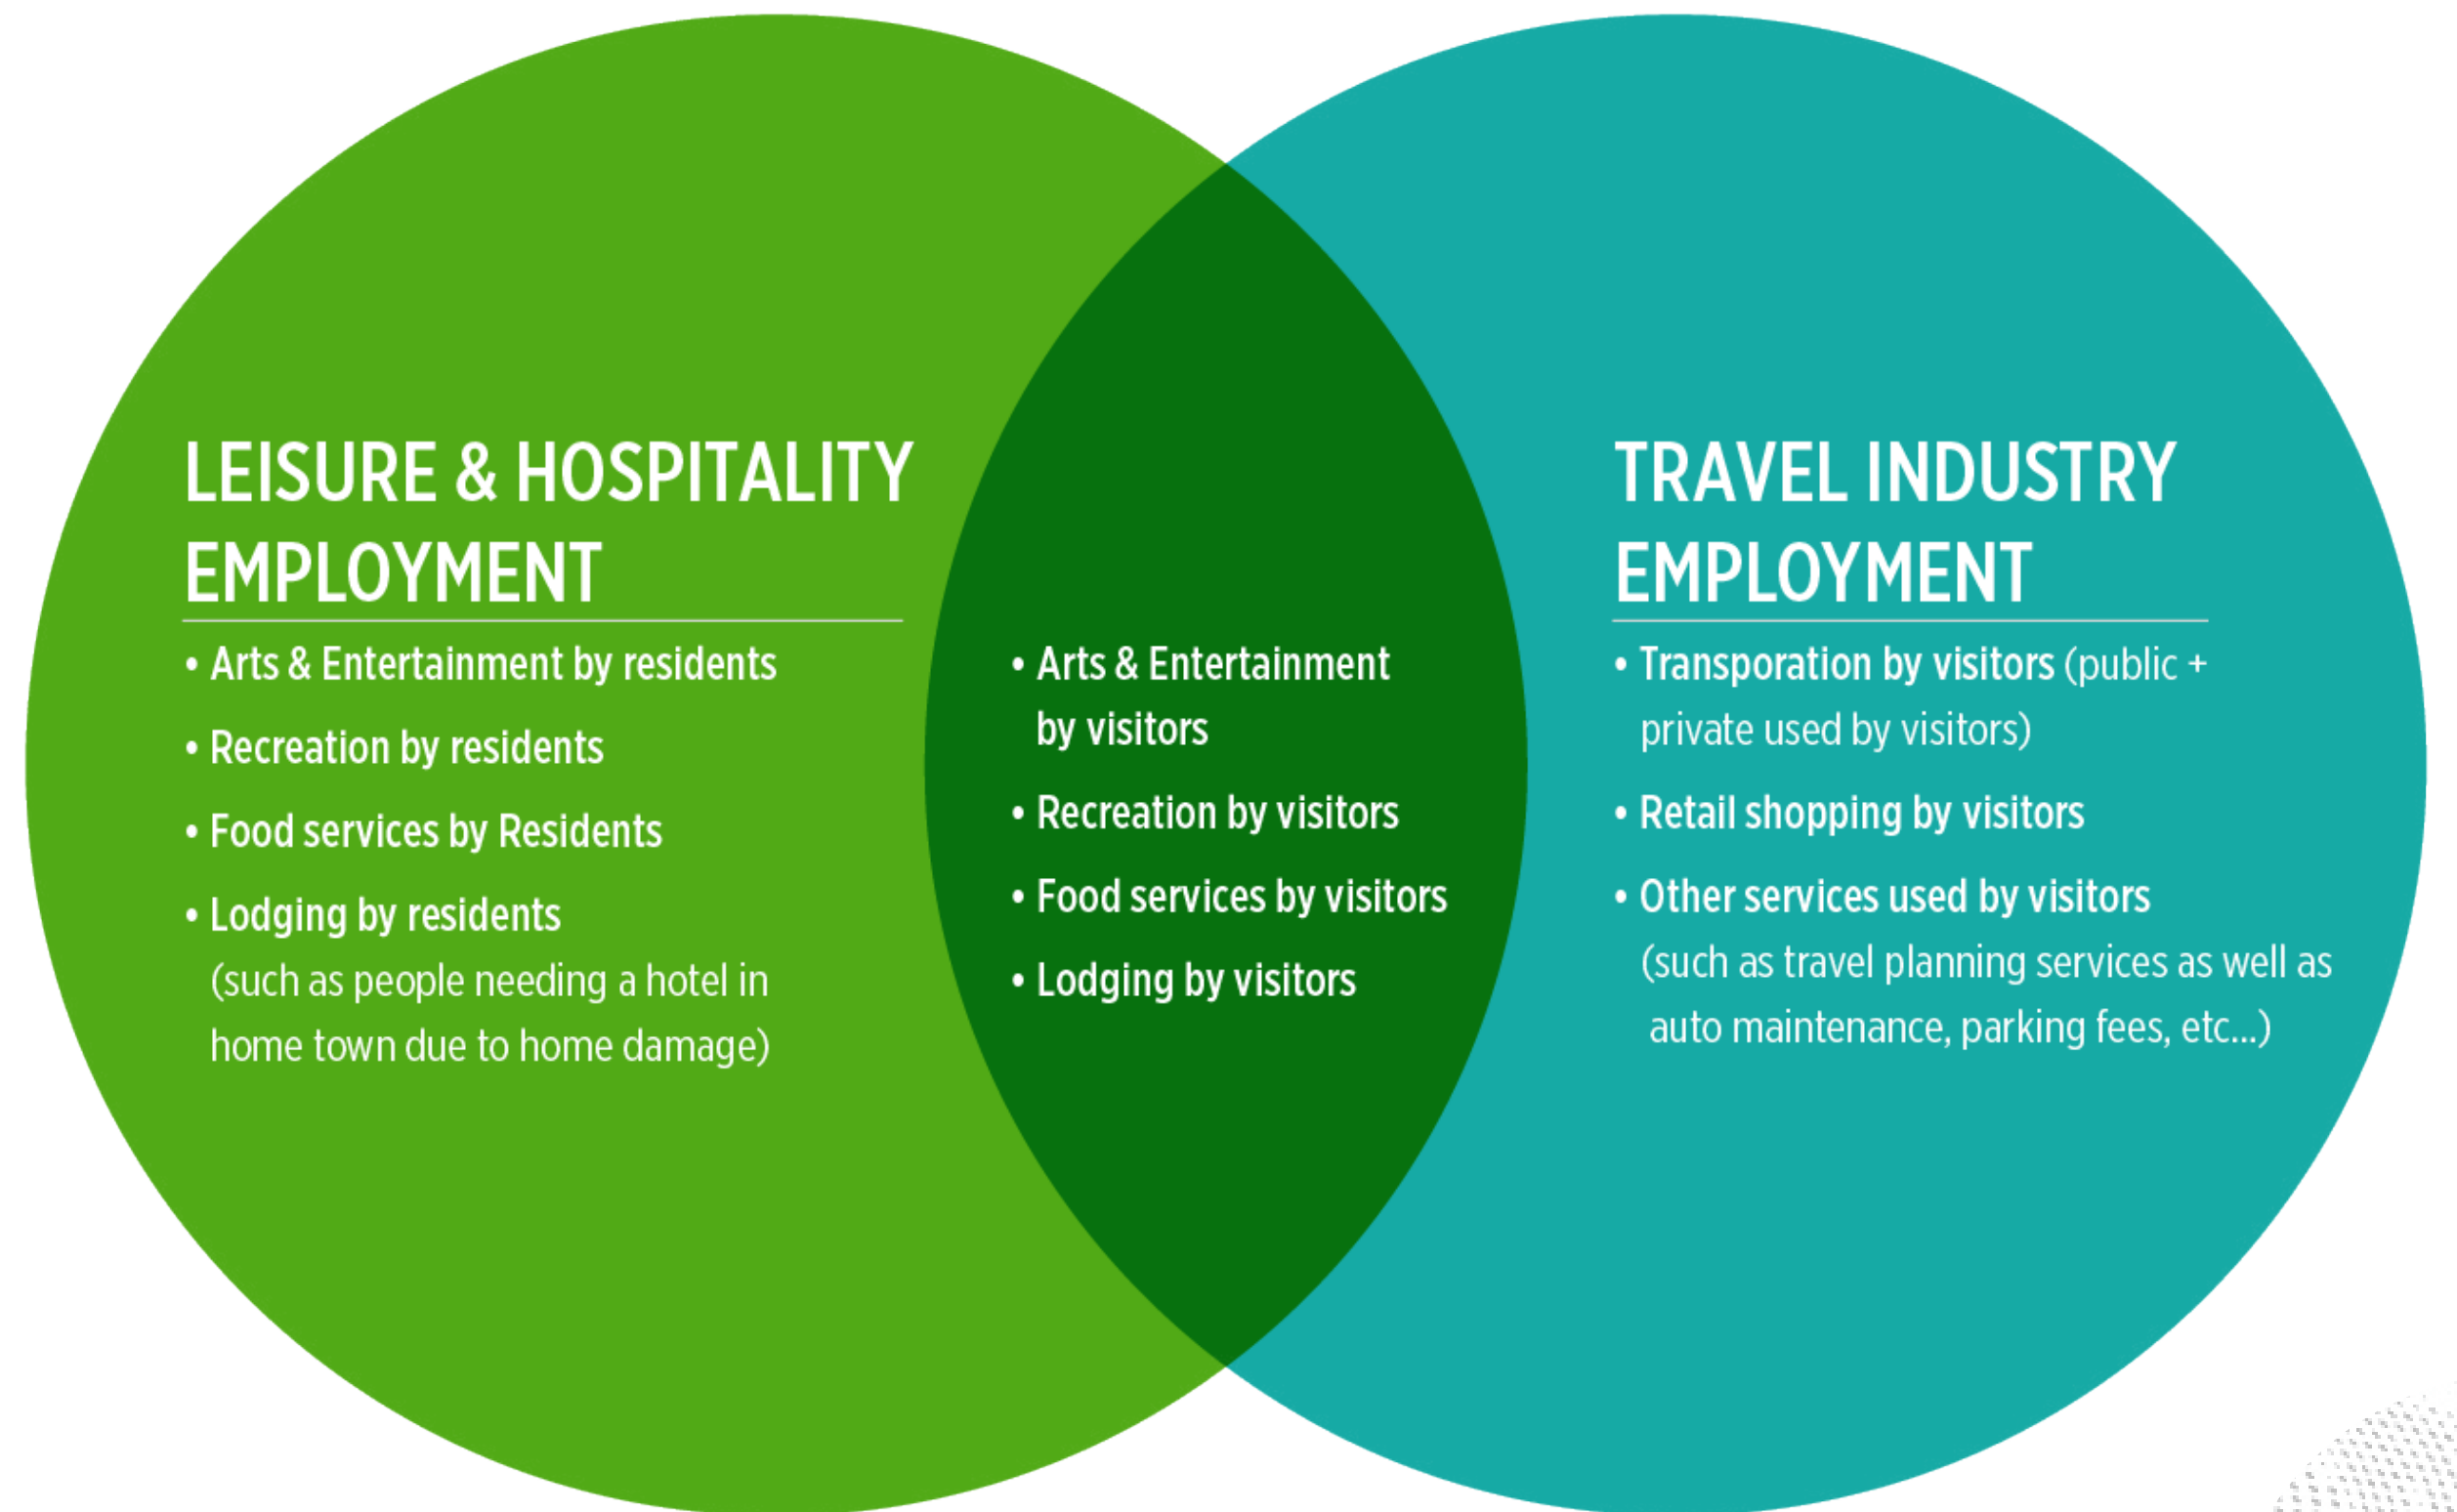 LEISURE & HOSPITALITY
EMPLOYMENT
• Arts & Entertainment by residents
• Recreation by residents
• Food services by Residents
• Lodging by residents
(such as people needing a hotel in
home town due to home damage)
• Arts & Entertainment
by visitors
• Recreation by visitors
• Food services by visitors
• Lodging by visitors
TRAVEL INDUSTRY
EMPLOYMENT
• Transporation by visitors (public +
private used by visitors)
• Retail shopping by visitors
• Other services used by visitors
(such as travel planning services as well as
auto maintenance, parking fees, etc...)